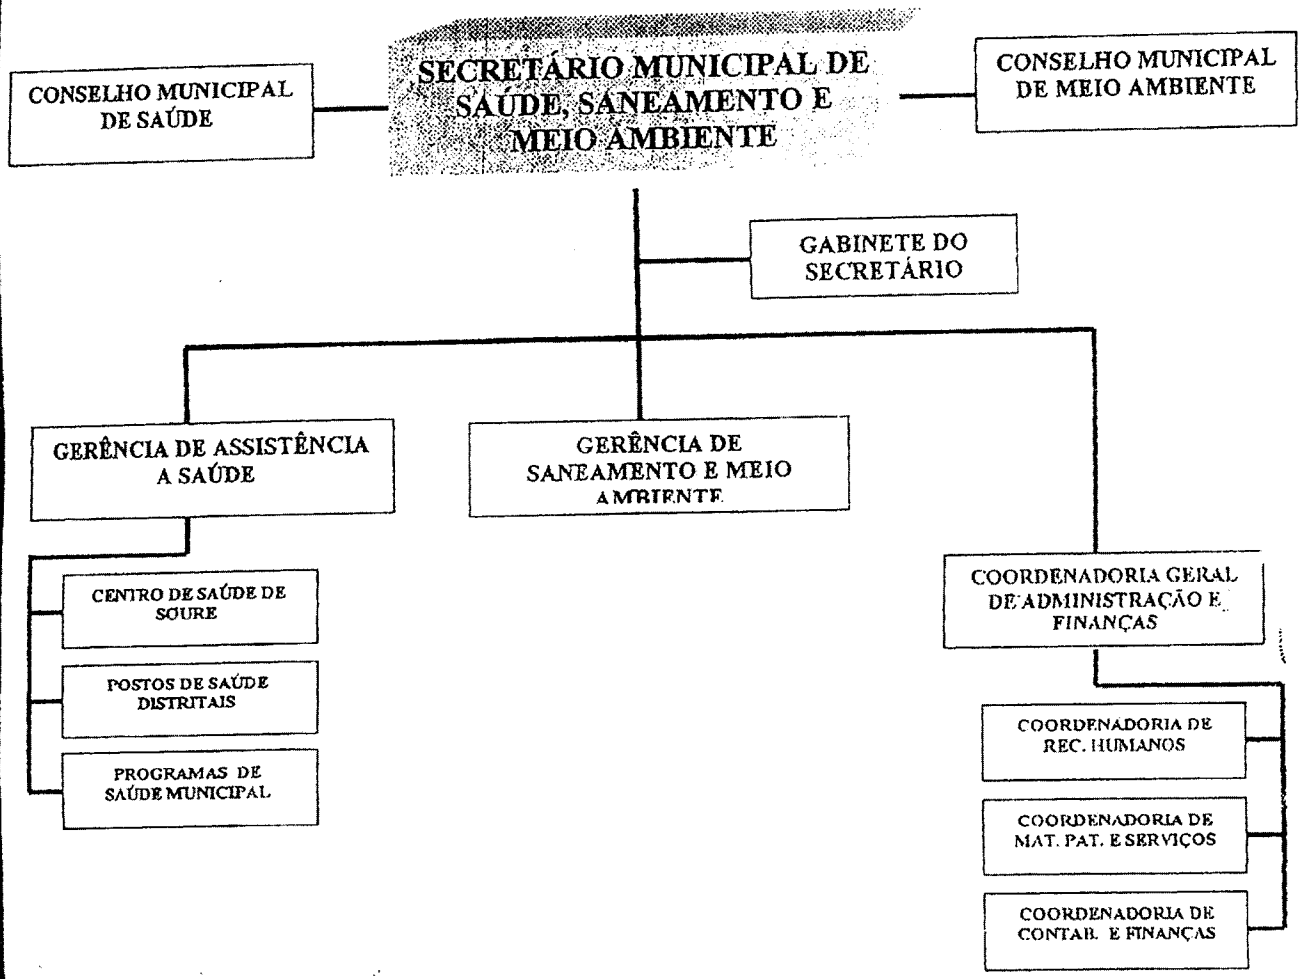 CONSELHO MUNICIPAL
DE SAÚDE
SECRETÁRIO MUNICIPAL DE
SAÚDE, SANEAMENTO E
MEIO AMBIENTE
CONSELHO MUNICIPAL
DE MEIO AMBIENTE
GABINETE DO
SECRETÁRIO
GERÊNCIA DE ASSISTÊNCIA
A SAÚDE
GERÊNCIA DE
SANEAMENTO E MEIO
AMBIENTE
CENTRO DE SAÚDE DE
SOURE
POSTOS DE SAÚDE
DISTRITAIS
PROGRAMAS DE
SAÚDE MUNICIPAL
COORDENADORIA GERAL
DE ADMINISTRAÇÃO E
FINANÇAS
COORDENADORIA DE
REC. HUMANOS
COORDENADORIA DE
MAT. PAT. E SERVIÇOS
COORDENADORIA DE
CONTAB. E FINANÇAS